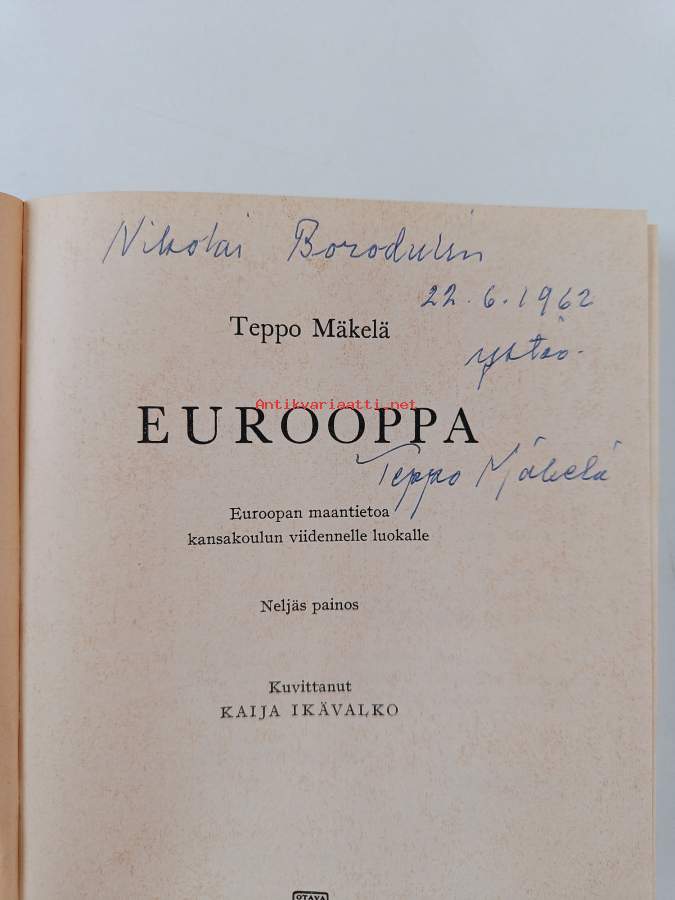 Nikolai Borodulin
22.6.1962
Teppo Mäkelä
Antikvariaatti.net
EUROOPPA
Teppo Mäkelä
Euroopan maantietoa
kansakoulun viidennelle luokalle
Neljäs painos
Kuvittanut
KAIJA IKÄVALKO
OTAVA